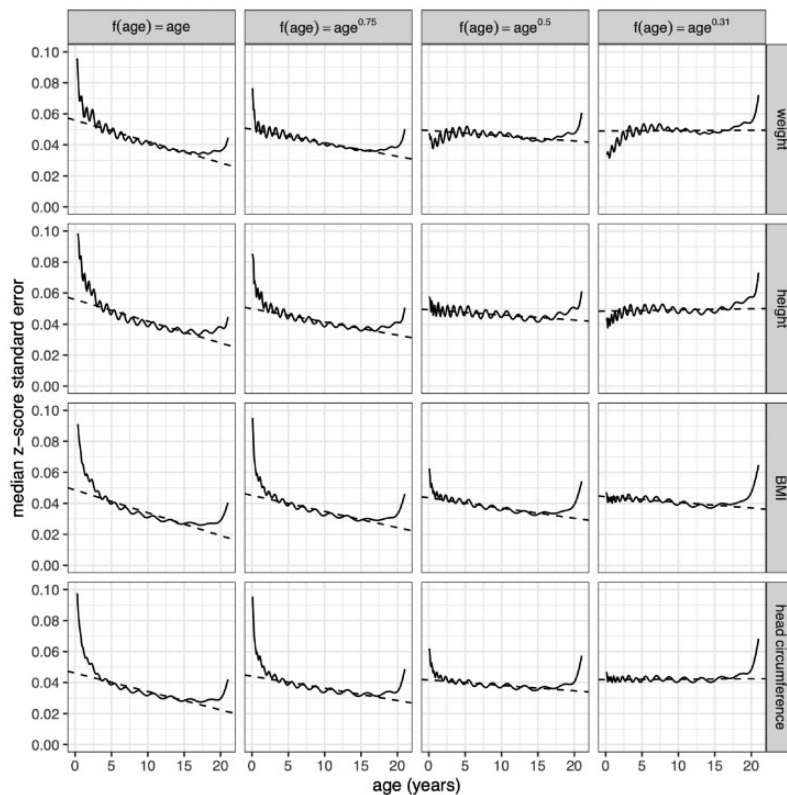 f(age) = age
f(age) = age^0.75
f(age) = age^0.5
f(age) = age^0.31
median z−score standard error
0.10
0.08
0.06
0.04
0.02
0.00
weight
0.10
0.08
0.06
0.04
0.02
0.00
height
0.10
0.08
0.06
0.04
0.02
0.00
BMI
0.10
0.08
0.06
0.04
0.02
0.00
head circumference
0 5 10 15 20 0 5 10 15 20 0 5 10 15 20 0 5 10 15 20
age (years)